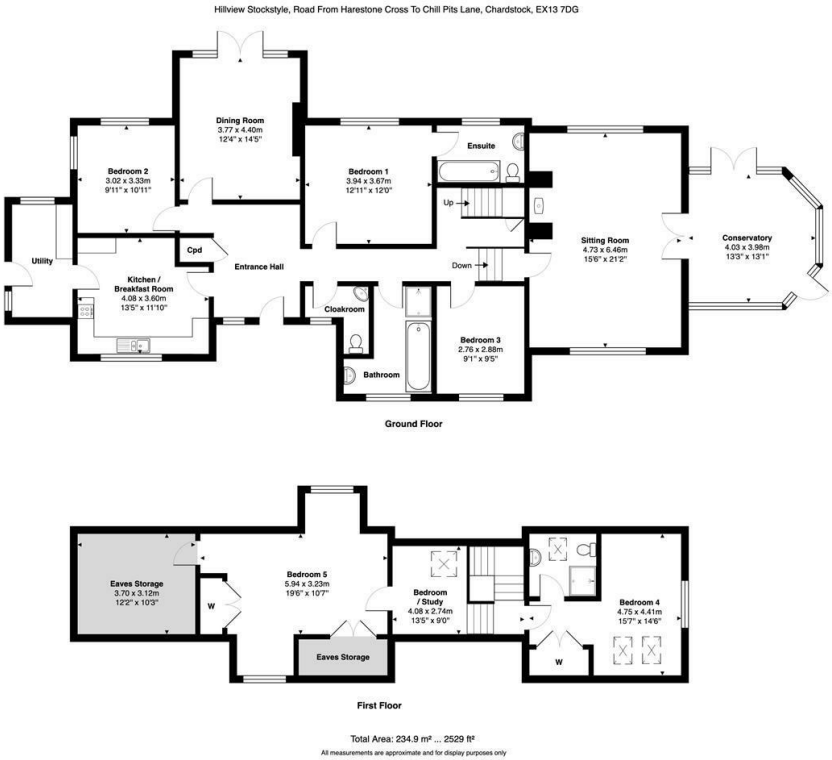 Hillview Stockstyle, Road From Harestone Cross To Chill Pits Lane, Chardstock, EX13 7DG
Dining Room
3.77 x 4.40m
12'4" x 14'5"
Bedroom 2
3.02 x 3.33m
9'11" x 10'11"
Bedroom 1
3.94 x 3.67m
12'11" x 12'0"
Ensuite
Up
Sitting Room
4.73 x 6.46m
15'6" x 21'2"
Conservatory
4.03 x 3.98m
13'3" x 13'1"
Utility
Cpd
Kitchen /
Breakfast Room
4.08 x 3.60m
13'5" x 11'10"
Entrance Hall
Down
Cloakroom
Bedroom 3
2.76 x 2.88m
9'1" x 9'5"
Bathroom
Ground Floor
Eaves Storage
3.70 x 3.12m
12'2" x 10'3"
W
Bedroom 5
5.94 x 3.23m
19'6" x 10'7"
Bedroom
/ Study
4.08 x 2.74m
13'5" x 9'0"
Bedroom 4
4.75 x 4.41m
15'7" x 14'6"
Eaves Storage
W
First Floor
Total Area: 234.9 m² ... 2529 ft²
All measurements are approximate and for display purposes only